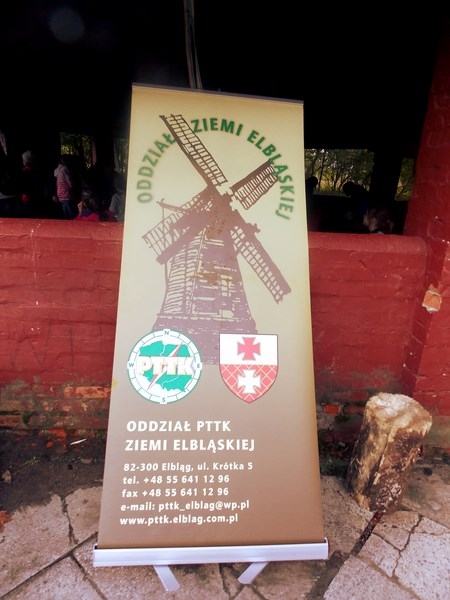 ODDZIAŁ ZIEMI ELBLĄSKIEJ
N
W PTTK E
S
ODDZIAŁ PTTK
ZIEMI ELBLĄSKIEJ
82-300 Elbląg, ul. Krótka 5
tel. +48 55 641 12 96
fax +48 55 641 12 96
e-mail: pttk_elblag@wp.pl
www.pttk.elblag.com.pl